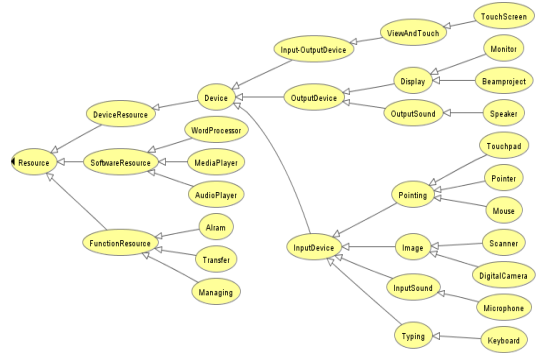 TouchScreen
ViewAndTouch
Input-OutputDevice
Monitor
Display
Beamproject
Device
OutputDevice
DeviceResource
OutputSound
Speaker
WordProcessor
Touchpad
Resource
SoftwareResource
MediaPlayer
Pointer
AudioPlayer
Pointing
Mouse
Alram
FunctionResource
InputDevice
Image
Scanner
Transfer
DigitalCamera
Managing
InputSound
Microphone
Typing
Keyboard